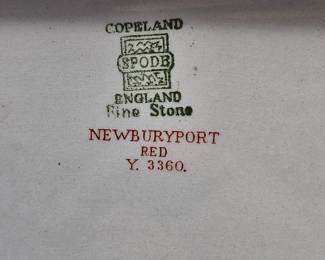 COPELAND
SPODE
ENGLAND
Fine Stone
NEWBURYPORT
RED
Y. 3360.